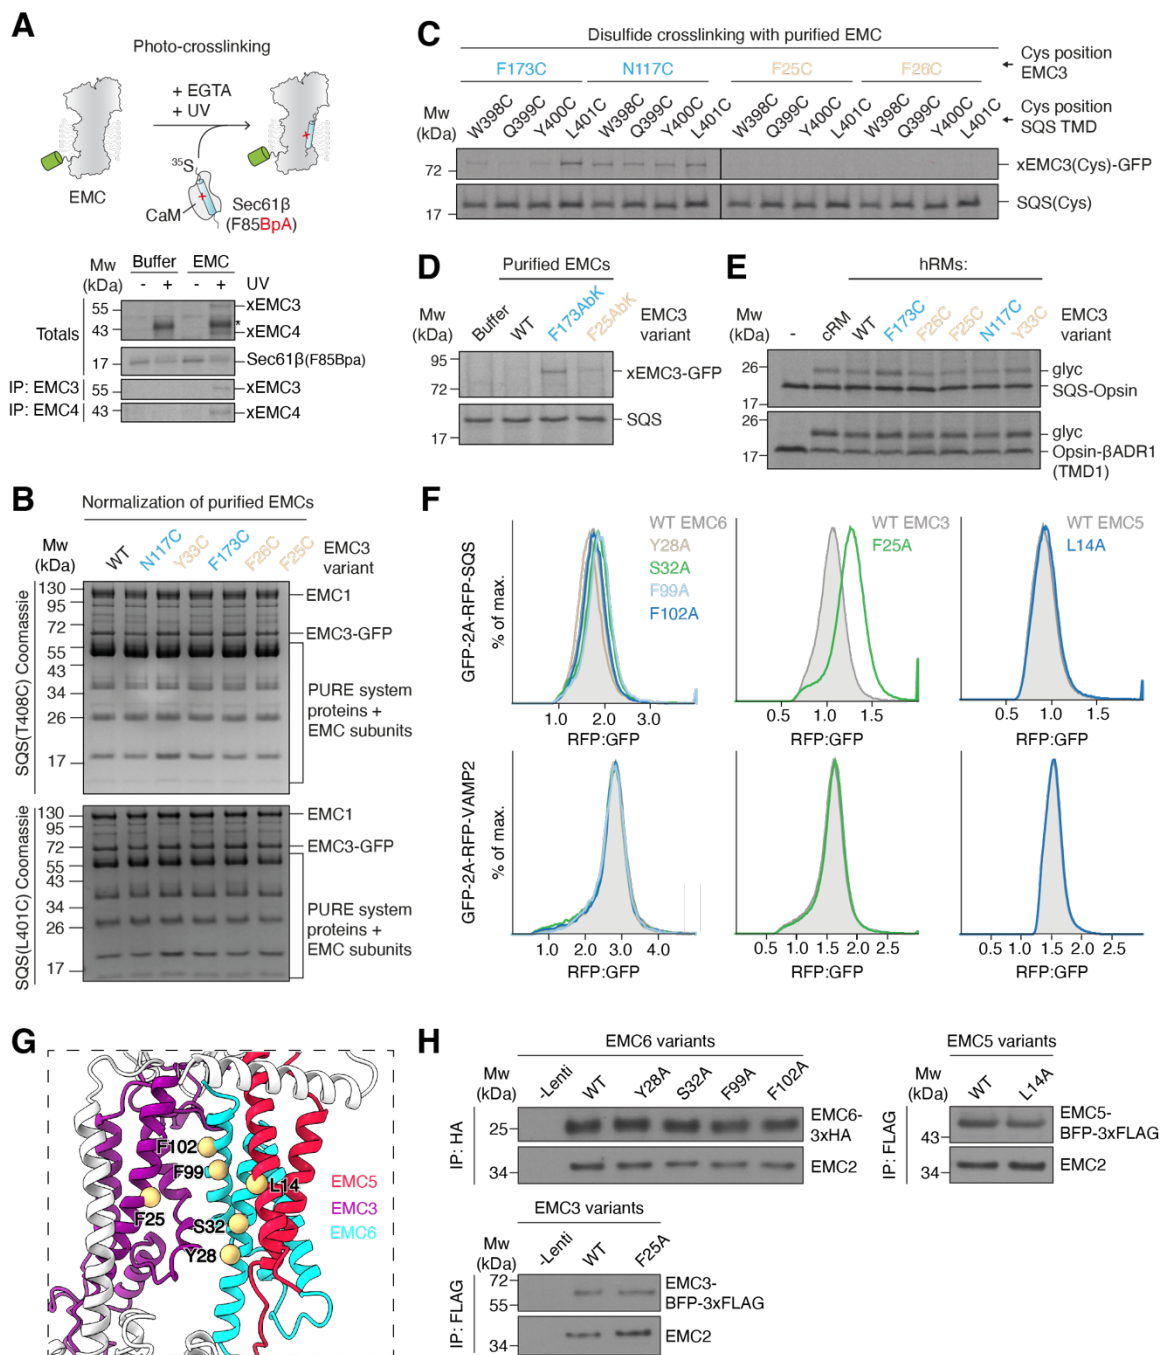 A
Photo-crosslinking
+ EGTA
+ UV
EMC
35S
CaM
Sec61β
(F85BpA)
Mw
(kDa)
Buffer
EMC
- + - + UV
Totals
55
43
17
xEMC3
*
xEMC4
Sec61β(F85Bpa)
IP: EMC3
55
xEMC3
IP: EMC4
43
xEMC4
B
Normalization of purified EMCs
Mw
(kDa)
WT
N117C
Y33C
F173C
F26C
F25C
EMC3
variant
SQS(T408C) Coomassie
130
95
72
55
43
34
26
17
EMC1
EMC3-GFP
PURE system
proteins +
EMC subunits
SQS(L401C) Coomassie
130
95
72
55
43
34
26
17
EMC1
EMC3-GFP
PURE system
proteins +
EMC subunits
C
Disulfide crosslinking with purified EMC
F173C N117C F25C F26C
Cys position
EMC3
Mw
(kDa)
W398C Q399C Y400C L401C W398C Q399C Y400C L401C W398C Q399C Y400C L401C W398C Q399C Y400C L401C
Cys position
SQS TMD
72
xEMC3(Cys)-GFP
17
SQS(Cys)
D
Purified EMCs
Mw
(kDa)
Buffer
WT
F173AbK
F25AbK
EMC3
variant
95
72
xEMC3-GFP
17
SQS
E
hRMs:
Mw
(kDa)
-
cRM
WT
F173C
F26C
F25C
N117C
Y33C
EMC3
variant
26
17
glyc
SQS-Opsin
26
17
glyc
Opsin-βADR1
(TMD1)
F
GFP-2A-RFP-SQS
% of max.
WT EMC6
Y28A
S32A
F99A
F102A
1.0 2.0 3.0
RFP:GFP
WT EMC3
F25A
0.5 1.0 1.5
RFP:GFP
WT EMC5
L14A
0.5 1.0 1.5
RFP:GFP
GFP-2A-RFP-VAMP2
% of max.
1.0 2.0 3.0 4.0
RFP:GFP
0.5 1.0 1.5 2.0 2.5
RFP:GFP
0.5 1.0 1.5 2.0 2.5
RFP:GFP
G
F102
F99
F25
L14
S32
Y28
EMC5
EMC3
EMC6
H
EMC6 variants
Mw
(kDa)
-Lenti
WT
Y28A
S32A
F99A
F102A
IP: HA
25
34
EMC6-
3xHA
EMC2
EMC5 variants
Mw
(kDa)
WT
L14A
IP: FLAG
43
34
EMC5-
BFP-3xFLAG
EMC2
EMC3 variants
Mw
(kDa)
-Lenti
WT
F25A
IP: FLAG
72
55
34
EMC3-
BFP-3xFLAG
EMC2